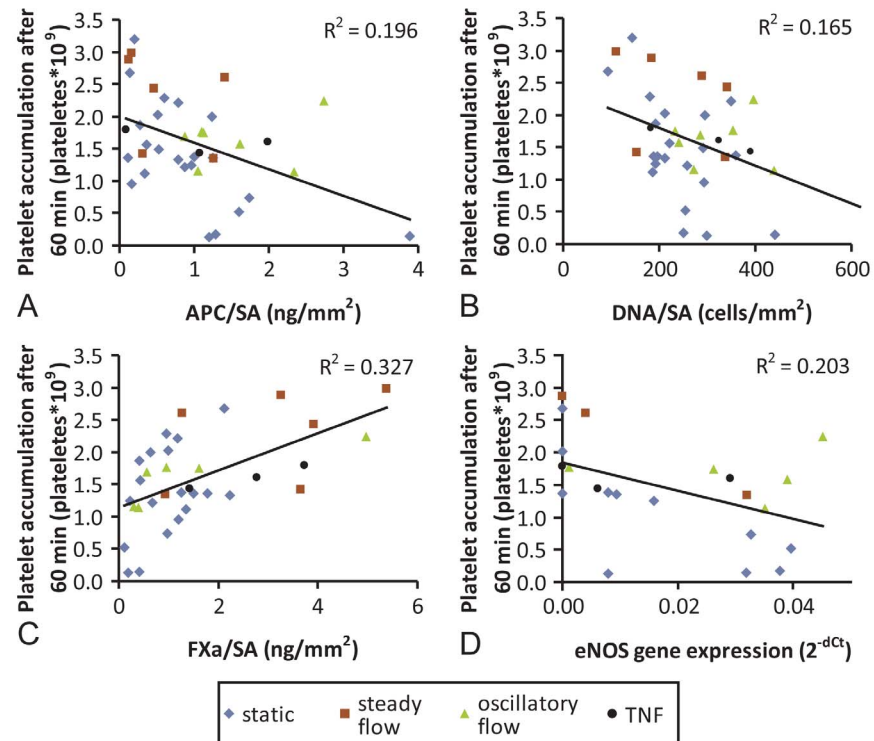 Platelet accumulation after
60 min (plateletes*10⁹)
3.5
3.0
2.5
2.0
1.5
1.0
0.5
0.0
R² = 0.196
0 1 2 3 4
A APC/SA (ng/mm²)
Platelet accumulation after
60 min (plateletes*10⁹)
3.5
3.0
2.5
2.0
1.5
1.0
0.5
0.0
R² = 0.165
0 200 400 600
B DNA/SA (cells/mm²)
Platelet accumulation after
60 min (plateletes*10⁹)
3.5
3.0
2.5
2.0
1.5
1.0
0.5
0.0
R² = 0.327
0 2 4 6
C FXa/SA (ng/mm²)
Platelet accumulation after
60 min (plateletes*10⁹)
3.5
3.0
2.5
2.0
1.5
1.0
0.5
0.0
R² = 0.203
0.00 0.02 0.04
D eNOS gene expression (2⁻ᵈᶜᵗ)
static
steady
flow
oscillatory
flow
TNF